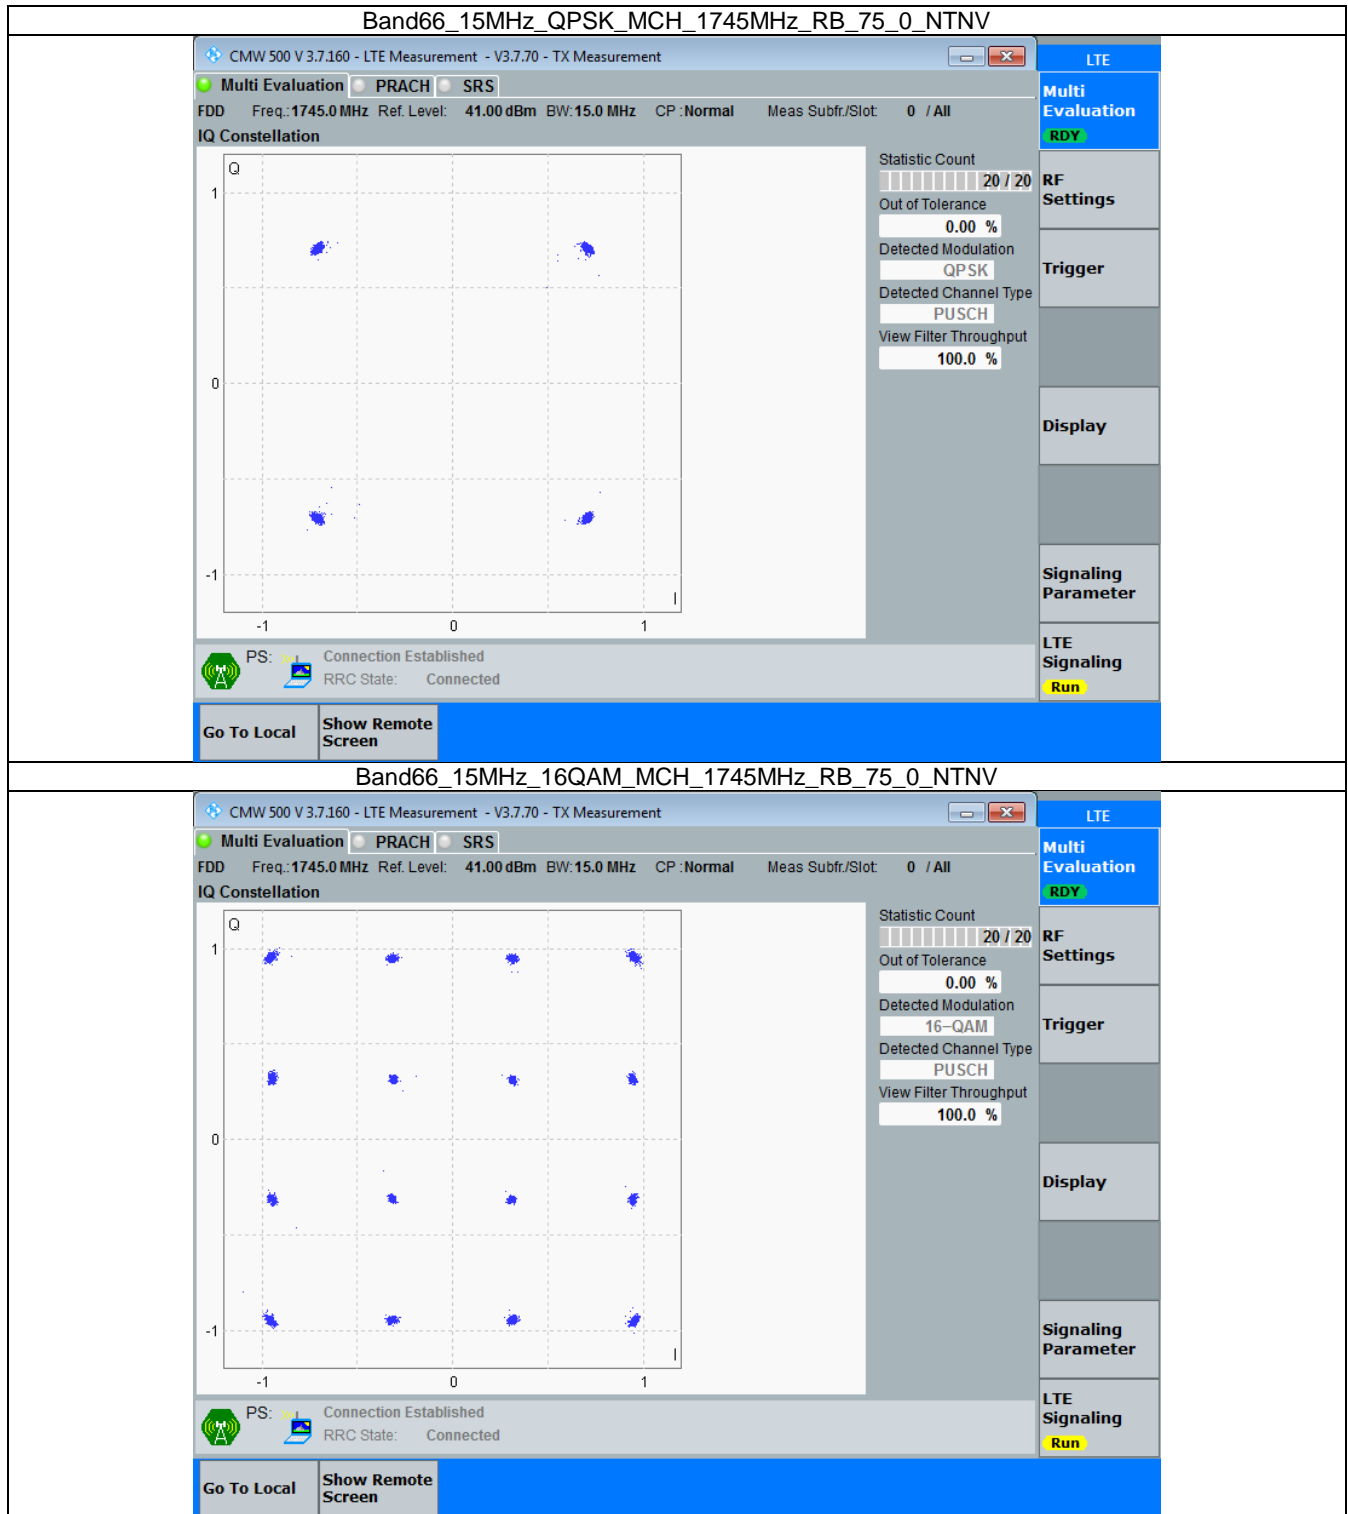 Band66_15MHz_QPSK_MCH_1745MHz_RB_75_0_NTNV
CMW 500 V 3.7.160 - LTE Measurement - V3.7.70 - TX Measurement
LTE
Multi Evaluation PRACH SRS
FDD Freq.:1745.0 MHz Ref. Level: 41.00 dBm BW:15.0 MHz CP :Normal Meas Subfr./Slot: 0 / All
IQ Constellation
Multi
Evaluation
RDY
Q
1
0
-1
I
-1 0 1
Statistic Count
20 / 20
Out of Tolerance
0.00 %
Detected Modulation
QPSK
Detected Channel Type
PUSCH
View Filter Throughput
100.0 %
RF
Settings
Trigger
Display
Signaling
Parameter
LTE
Signaling
Run
PS: Connection Established
RRC State: Connected
Go To Local
Show Remote
Screen
Band66_15MHz_16QAM_MCH_1745MHz_RB_75_0_NTNV
CMW 500 V 3.7.160 - LTE Measurement - V3.7.70 - TX Measurement
LTE
Multi Evaluation PRACH SRS
FDD Freq.:1745.0 MHz Ref. Level: 41.00 dBm BW:15.0 MHz CP :Normal Meas Subfr./Slot: 0 / All
IQ Constellation
Multi
Evaluation
RDY
Q
1
0
-1
I
-1 0 1
Statistic Count
20 / 20
Out of Tolerance
0.00 %
Detected Modulation
16-QAM
Detected Channel Type
PUSCH
View Filter Throughput
100.0 %
RF
Settings
Trigger
Display
Signaling
Parameter
LTE
Signaling
Run
PS: Connection Established
RRC State: Connected
Go To Local
Show Remote
Screen